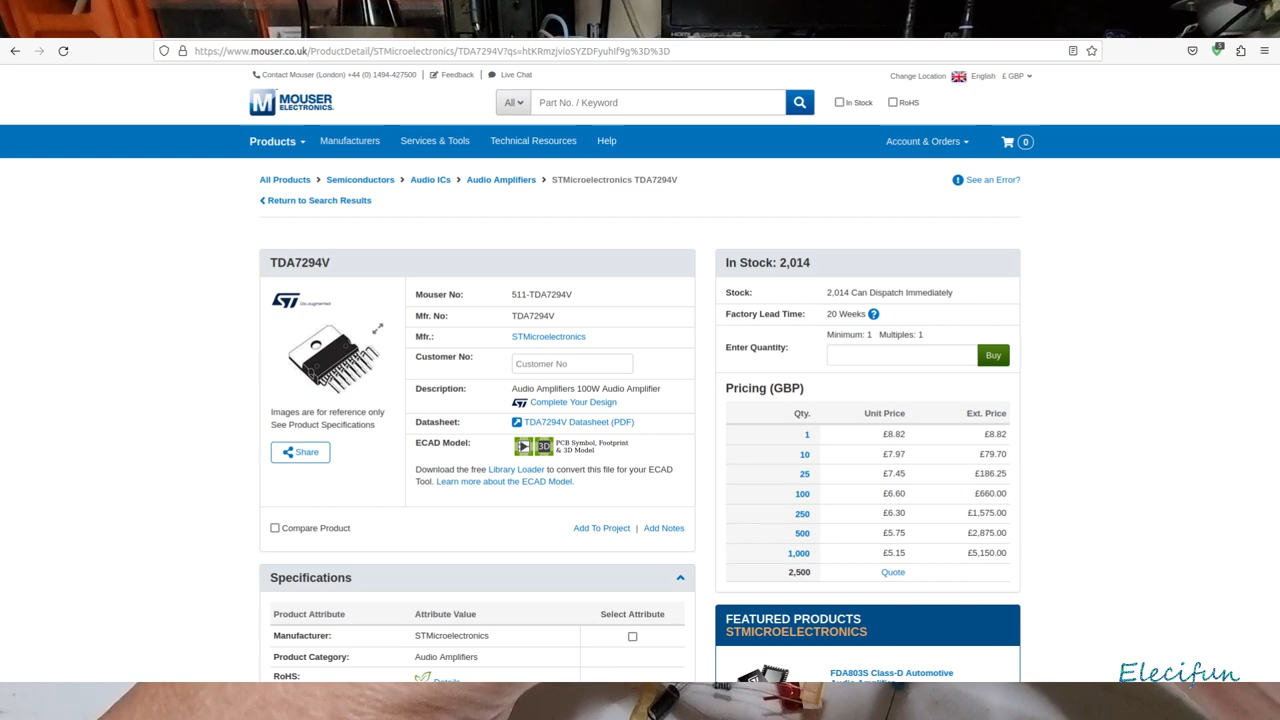 https://www.mouser.co.uk/ProductDetail/STMicroelectronics/TDA7294V?qs=htKRmzjvioSYZDFyuhIf9g%3D%3D
Contact Mouser (London) +44 (0) 1494-427500 | Feedback | Live Chat
Change Location English £ GBP
MOUSER ELECTRONICS
All
Part No. / Keyword
In Stock
RoHS
Products Manufacturers Services & Tools Technical Resources Help
Account & Orders
0
All Products > Semiconductors > Audio ICs > Audio Amplifiers > STMicroelectronics TDA7294V
See an Error?
Return to Search Results
TDA7294V
ST life.augmented
Images are for reference only
See Product Specifications
Share
Mouser No: 511-TDA7294V
Mfr. No: TDA7294V
Mfr.: STMicroelectronics
Customer No: Customer No
Description: Audio Amplifiers 100W Audio Amplifier
Complete Your Design
Datasheet: TDA7294V Datasheet (PDF)
ECAD Model: 3D PCB Symbol, Footprint
& 3D Model
Download the free Library Loader to convert this file for your ECAD
Tool. Learn more about the ECAD Model.
Compare Product
Add To Project | Add Notes
Specifications
Product Attribute Attribute Value Select Attribute
Manufacturer: STMicroelectronics
Product Category: Audio Amplifiers
RoHS: Details
In Stock: 2,014
Stock: 2,014 Can Dispatch Immediately
Factory Lead Time: 20 Weeks
Minimum: 1 Multiples: 1
Enter Quantity: Buy
Pricing (GBP)
Qty. Unit Price Ext. Price
1 £8.82 £8.82
10 £7.97 £79.70
25 £7.45 £186.25
100 £6.60 £660.00
250 £6.30 £1,575.00
500 £5.75 £2,875.00
1,000 £5.15 £5,150.00
2,500 Quote
FEATURED PRODUCTS
STMICROELECTRONICS
FDA803S Class-D Automotive
Audio Amplifier
Elecifun